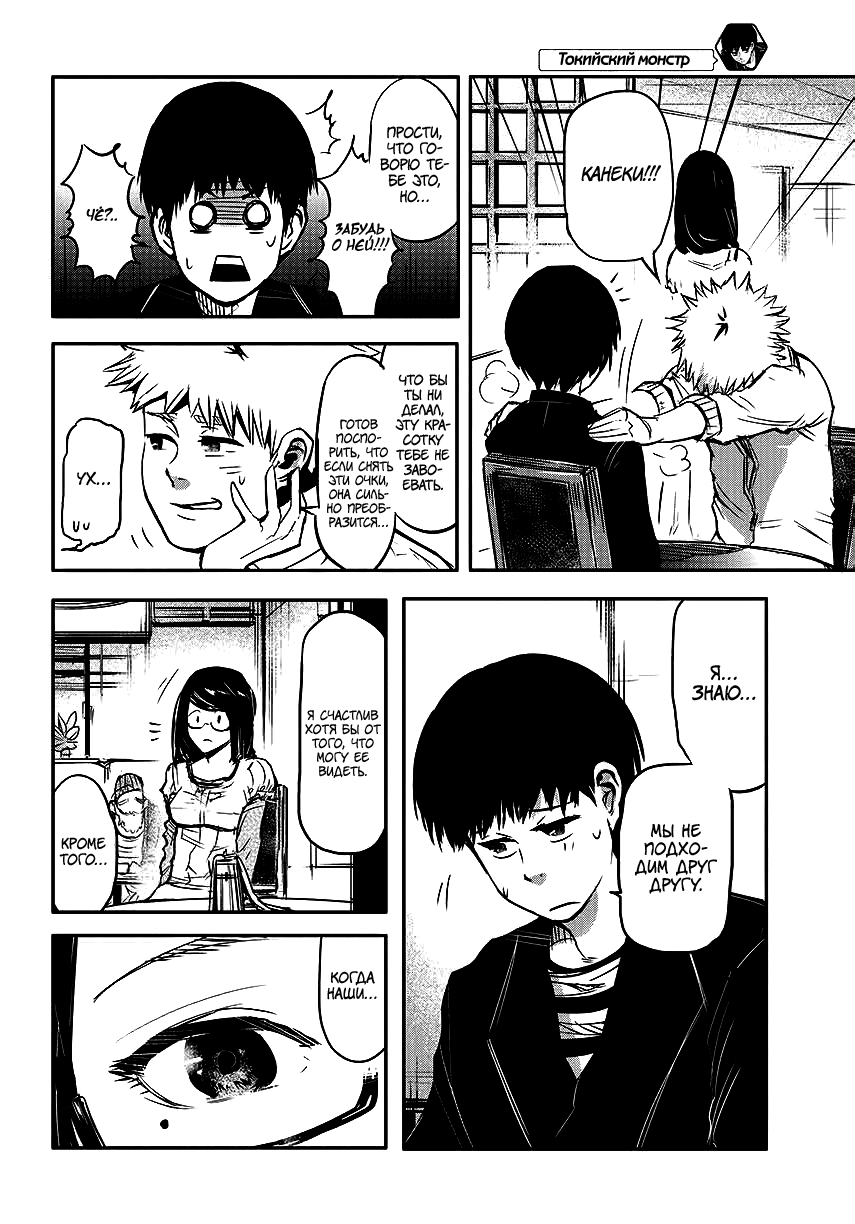 Токийский монстр
КАНЕКИ!!!
ПРОСТИ,
ЧТО ГО-
ВОРЮ ТЕ-
БЕ ЭТО,
НО...
ЗАБУДЬ
О НЕЙ!!!
ЧЁ?..
ЧТО БЫ
ТЫ НИ
ДЕЛАЛ,
ЭТУ КРА-
СОТКУ
ТЕБЕ НЕ
ЗАВО-
ЕВАТЬ.
ГОТОВ
ПОСПО-
РИТЬ, ЧТО
ЕСЛИ СНЯТЬ
ЭТИ ОЧКИ,
ОНА СИЛЬ-
НО ПРЕОБ-
РАЗИТСЯ...
УХ...
Я...
ЗНАЮ...
МЫ НЕ
ПОДХО-
ДИМ ДРУГ
ДРУГУ.
Я СЧАСТЛИВ
ХОТЯ БЫ ОТ
ТОГО, ЧТО
МОГУ ЕЕ
ВИДЕТЬ.
КРОМЕ
ТОГО...
КОГДА
НАШИ...